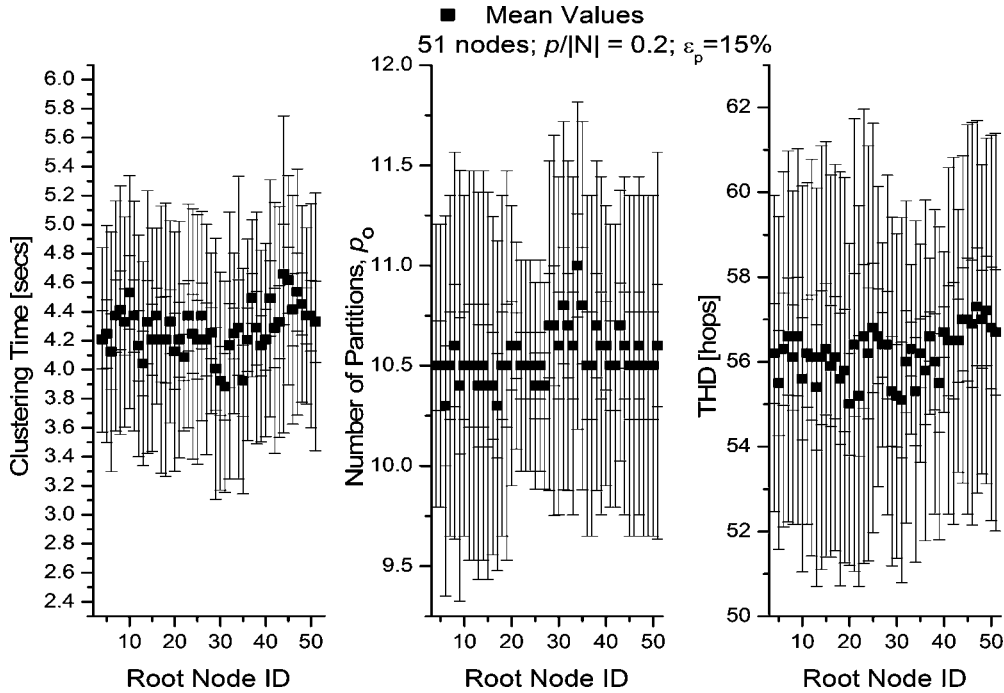 Mean Values
51 nodes; p/|N| = 0.2; εp=15%
Clustering Time [secs]
6.0
5.8
5.6
5.4
5.2
5.0
4.8
4.6
4.4
4.2
4.0
3.8
3.6
3.4
3.2
3.0
2.8
2.6
2.4
10 20 30 40 50
Root Node ID
Number of Partitions, po
12.0
11.5
11.0
10.5
10.0
9.5
10 20 30 40 50
Root Node ID
THD [hops]
62
60
58
56
54
52
50
10 20 30 40 50
Root Node ID